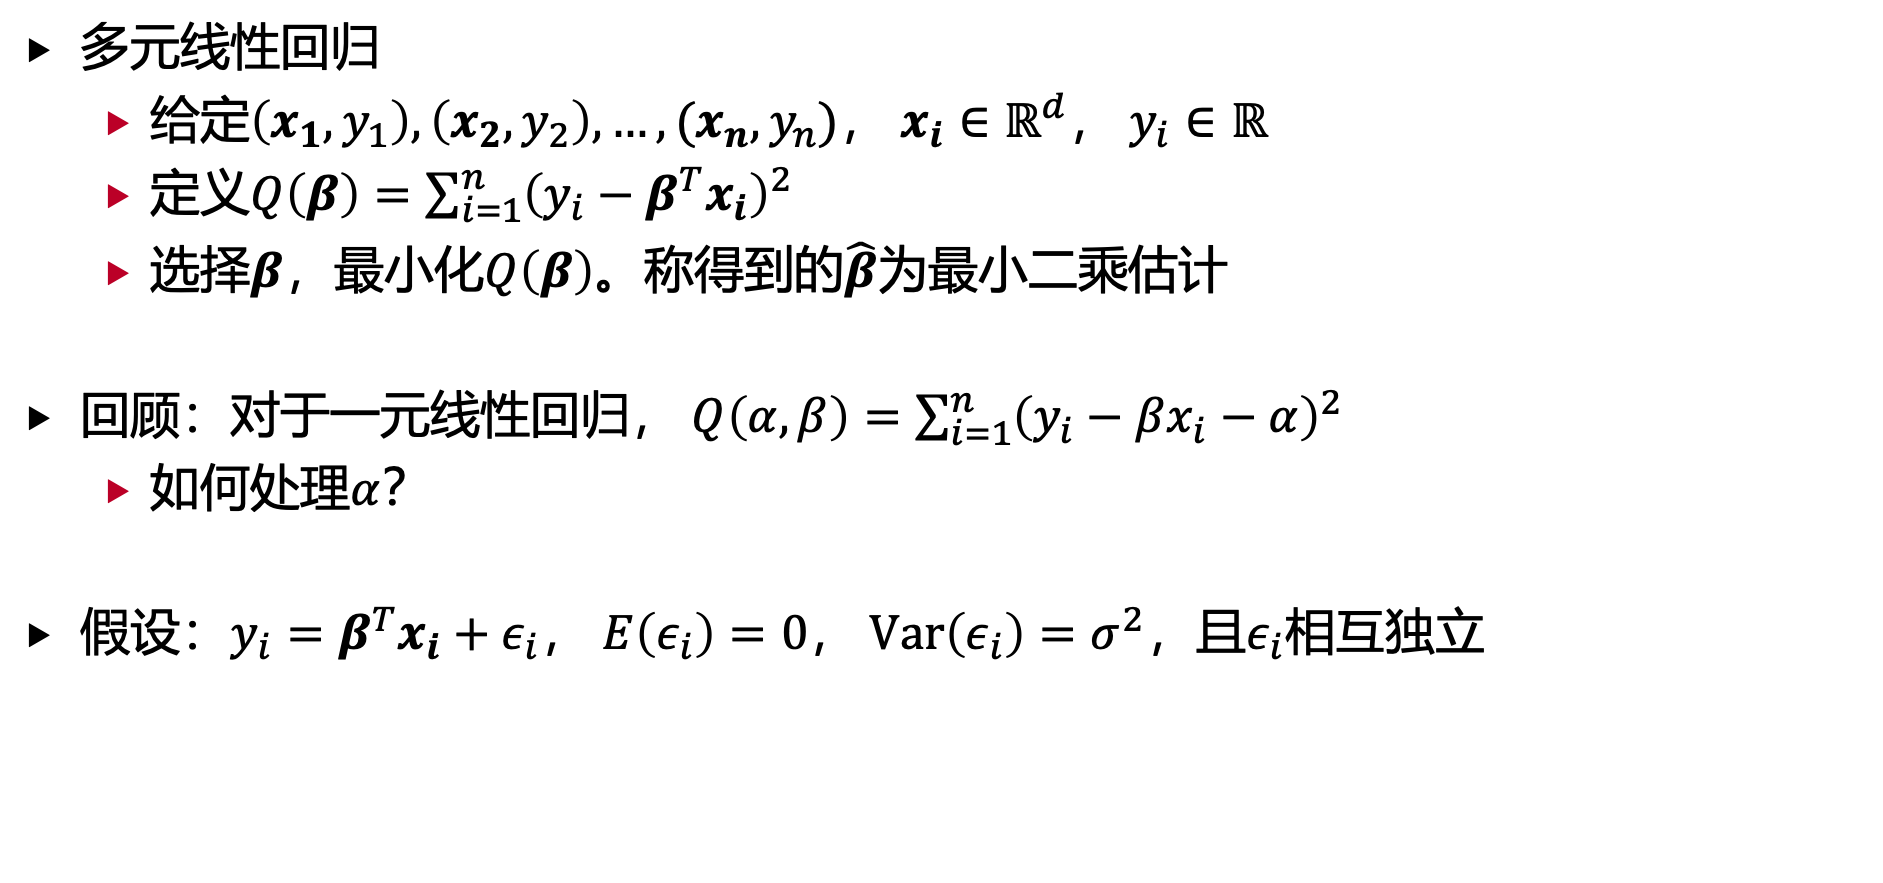 ▶ 多元线性回归
▶ 给定(𝒙₁, y₁), (𝒙₂, y₂), …, (𝒙ₙ, yₙ)， 𝒙ᵢ ∈ ℝᵈ， yᵢ ∈ ℝ
▶ 定义Q(𝜷) = ∑ᵢ₌₁ⁿ(yᵢ − 𝜷ᵀ𝒙ᵢ)²
▶ 选择𝜷，最小化Q(𝜷)。称得到的𝜷̂为最小二乘估计
▶ 回顾：对于一元线性回归， Q(α, β) = ∑ᵢ₌₁ⁿ(yᵢ − βxᵢ − α)²
▶ 如何处理α？
▶ 假设：yᵢ = 𝜷ᵀ𝒙ᵢ + ϵᵢ， E(ϵᵢ) = 0， Var(ϵᵢ) = σ²，且ϵᵢ相互独立